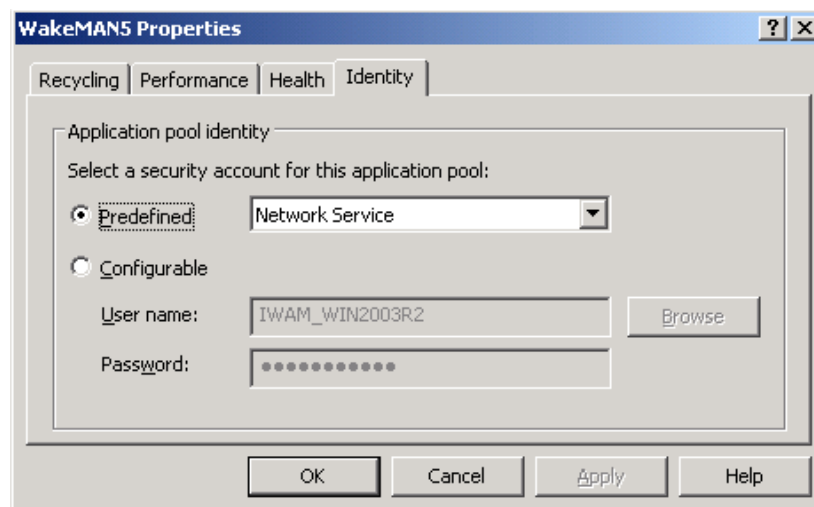 WakeMAN5 Properties
Recycling Performance Health Identity
Application pool identity
Select a security account for this application pool:
Predefined Network Service
Configurable
User name: IWAM_WIN2003R2 Browse
Password: ●●●●●●●●●●●
OK Cancel Apply Help